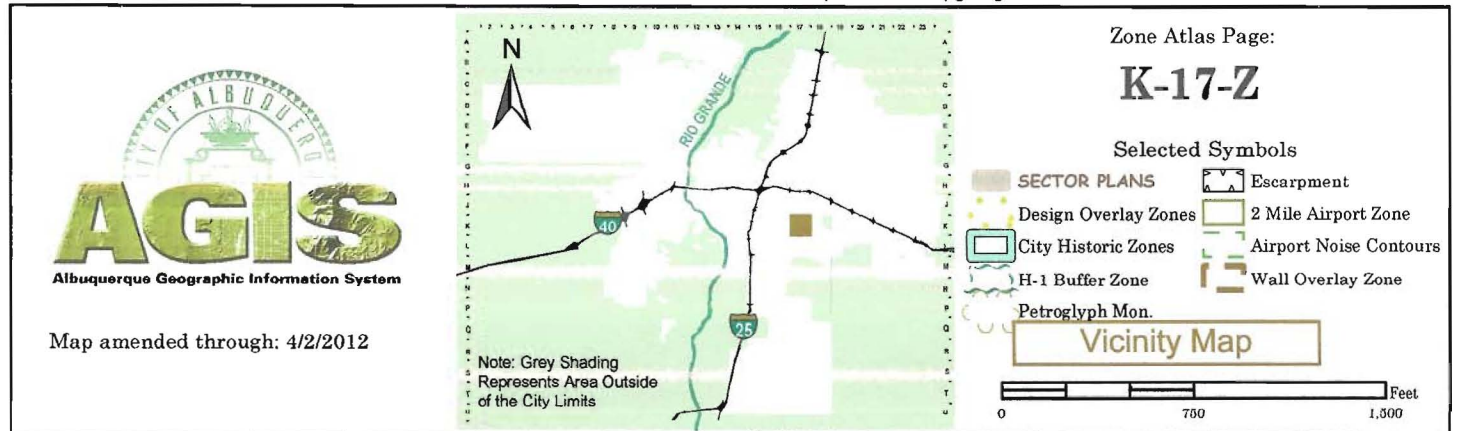 CITY OF ALBUQUERQUE
AGIS
Albuquerque Geographic Information System
Map amended through: 4/2/2012
N
RIO GRANDE
40
25
Note: Grey Shading
Represents Area Outside
of the City Limits
Zone Atlas Page:
K-17-Z
Selected Symbols
SECTOR PLANS
Escarpment
Design Overlay Zones
2 Mile Airport Zone
City Historic Zones
Airport Noise Contours
H-1 Buffer Zone
Wall Overlay Zone
Petroglyph Mon.
Vicinity Map
Feet
0 750 1,500